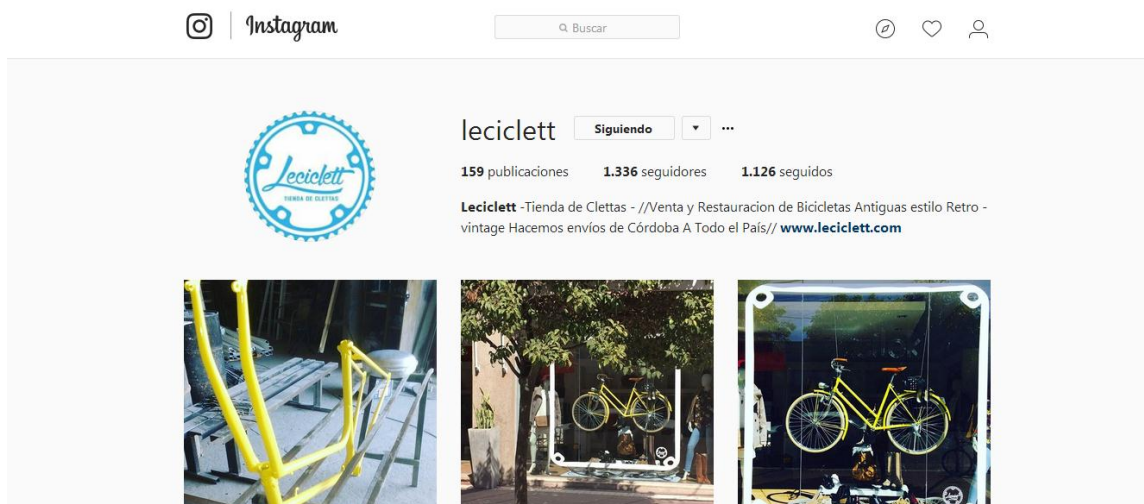 Instagram
Buscar
leciclett Siguiendo
159 publicaciones 1.336 seguidores 1.126 seguidos
Leciclett
TIENDA DE CLETTAS
Leciclett -Tienda de Clettas - //Venta y Restauracion de Bicicletas Antiguas estilo Retro -
vintage Hacemos envíos de Córdoba A Todo el País// www.leciclett.com